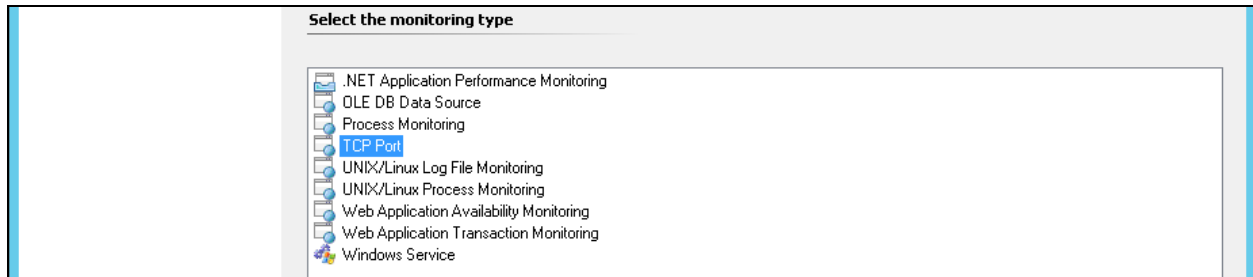 Select the monitoring type
.NET Application Performance Monitoring
OLE DB Data Source
Process Monitoring
TCP Port
UNIX/Linux Log File Monitoring
UNIX/Linux Process Monitoring
Web Application Availability Monitoring
Web Application Transaction Monitoring
Windows Service